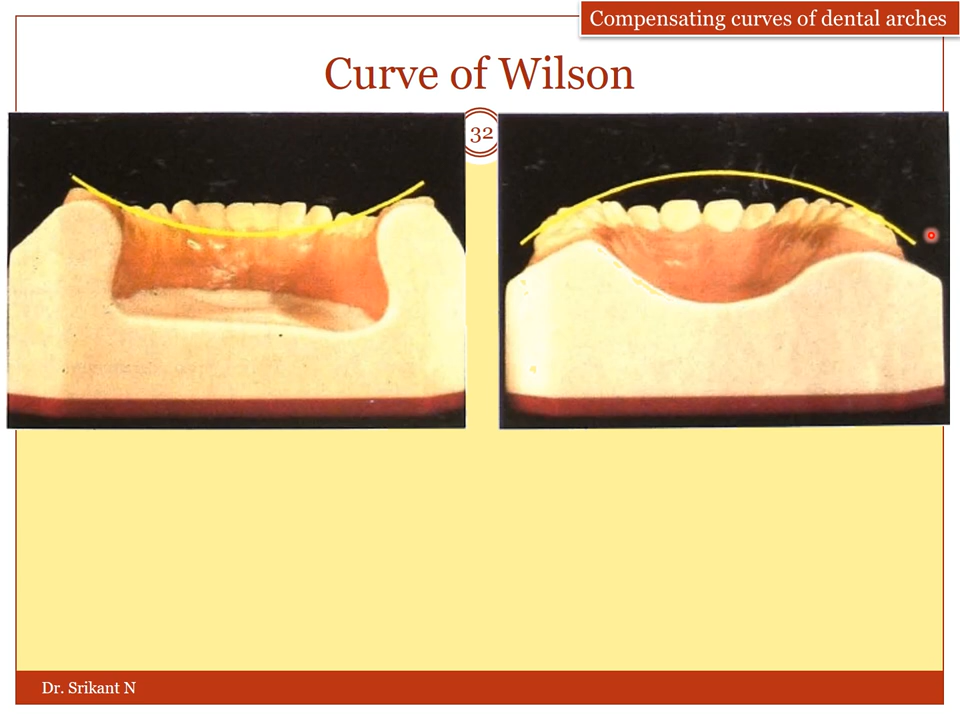 Compensating curves of dental arches
Curve of Wilson
32
Dr. Srikant N